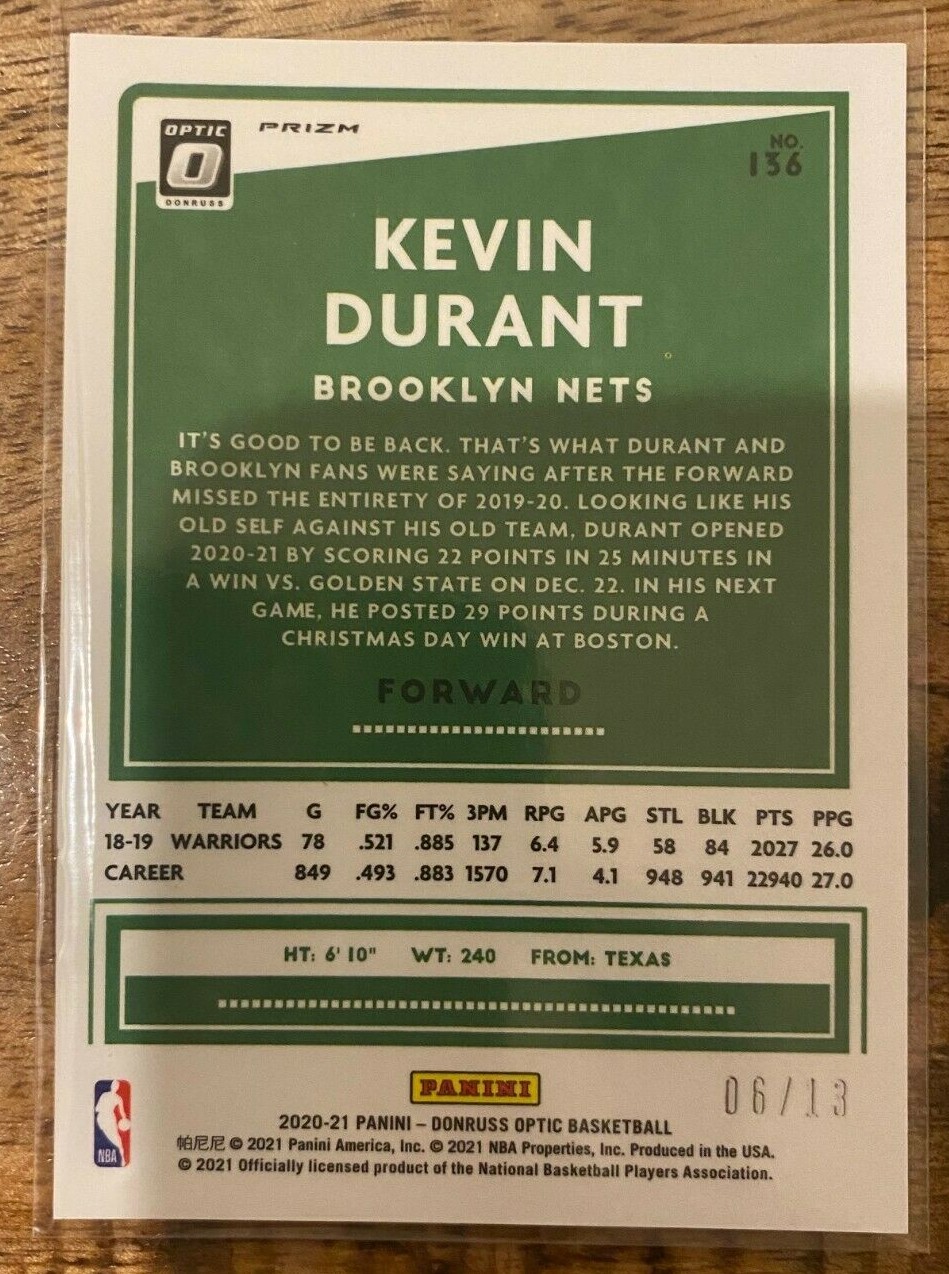 OPTIC
O
DONRUSS
PRIZM
NO.
136
KEVIN
DURANT
BROOKLYN NETS
IT'S GOOD TO BE BACK. THAT'S WHAT DURANT AND
BROOKLYN FANS WERE SAYING AFTER THE FORWARD
MISSED THE ENTIRETY OF 2019-20. LOOKING LIKE HIS
OLD SELF AGAINST HIS OLD TEAM, DURANT OPENED
2020-21 BY SCORING 22 POINTS IN 25 MINUTES IN
A WIN VS. GOLDEN STATE ON DEC. 22. IN HIS NEXT
GAME, HE POSTED 29 POINTS DURING A
CHRISTMAS DAY WIN AT BOSTON.
FORWARD
YEAR TEAM G FG% FT% 3PM RPG APG STL BLK PTS PPG
18-19 WARRIORS 78 .521 .885 137 6.4 5.9 58 84 2027 26.0
CAREER 849 .493 .883 1570 7.1 4.1 948 941 22940 27.0
HT: 6' 10" WT: 240 FROM: TEXAS
NBA
PANINI
06/13
2020-21 PANINI – DONRUSS OPTIC BASKETBALL
帕尼尼 © 2021 Panini America, Inc. © 2021 NBA Properties, Inc. Produced in the USA.
© 2021 Officially licensed product of the National Basketball Players Association.